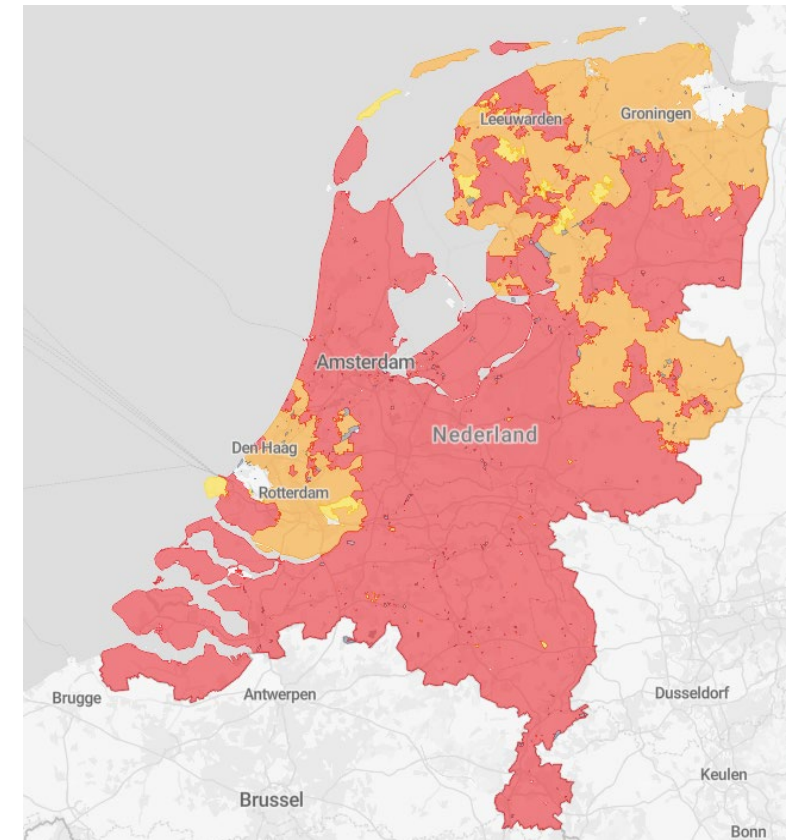 Leeuwarden
Groningen
Amsterdam
Nederland
Den Haag
Rotterdam
Brugge
Antwerpen
Dusseldorf
Keulen
Brussel
Bonn